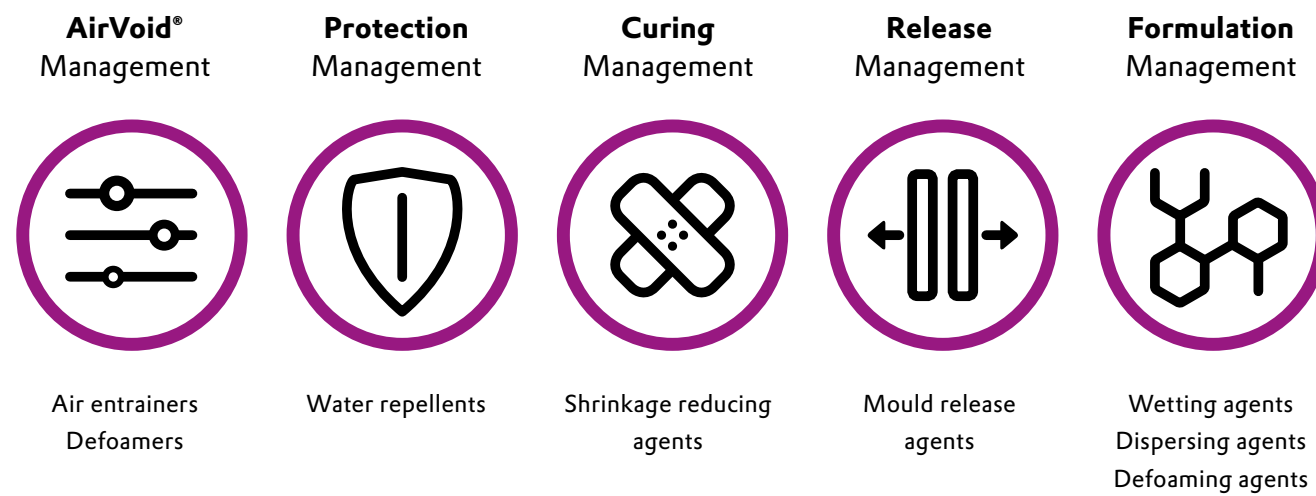 AirVoid®
Management
Protection
Management
Curing
Management
Release
Management
Formulation
Management
Air entrainers
Defoamers
Water repellents
Shrinkage reducing
agents
Mould release
agents
Wetting agents
Dispersing agents
Defoaming agents